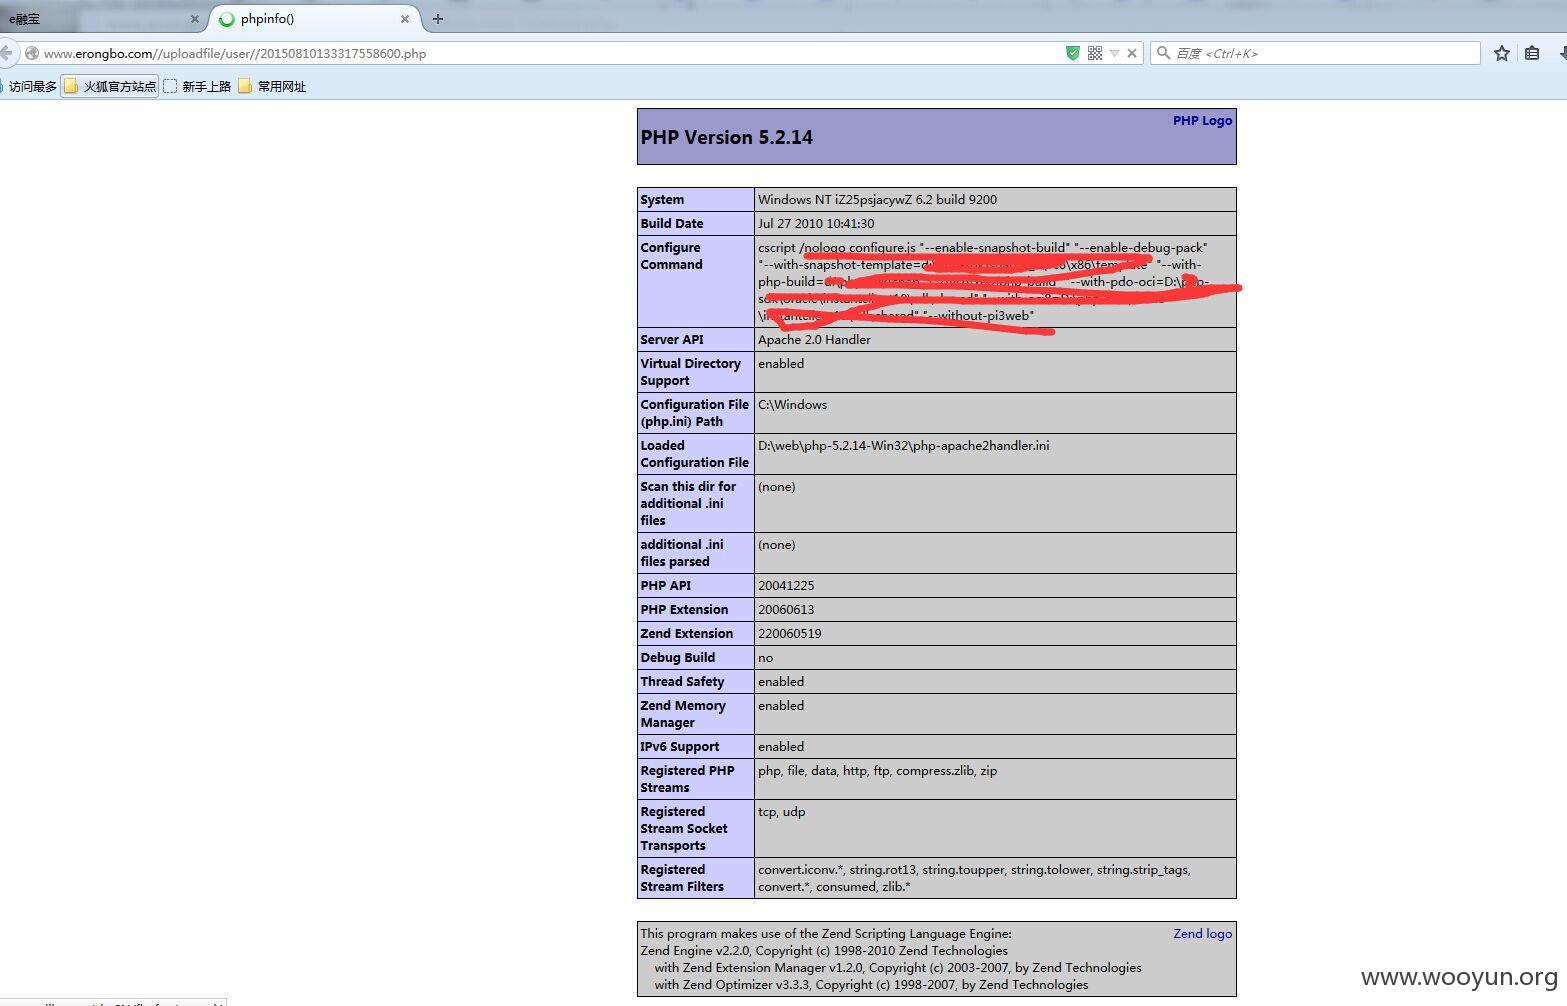 e融宝
phpinfo()
www.erongbo.com//uploadfile/user//20150810133317558600.php
百度 <Ctrl+K>
访问最多 火狐官方站点 新手上路 常用网址
PHP Logo
PHP Version 5.2.14
System Windows NT iZ25psjacywZ 6.2 build 9200
Build Date Jul 27 2010 10:41:30
Configure Command
cscript /nologo configure.js "--enable-snapshot-build" "--enable-debug-pack"
"--with-snapshot-template=d "--with-
php-build=d --with-pdo-oci=D:\
"--without-pi3web"
Server API Apache 2.0 Handler
Virtual Directory
Support
enabled
Configuration File
(php.ini) Path
C:\Windows
Loaded
Configuration File
D:\web\php-5.2.14-Win32\php-apache2handler.ini
Scan this dir for
additional .ini
files
(none)
additional .ini
files parsed
(none)
PHP API 20041225
PHP Extension 20060613
Zend Extension 220060519
Debug Build no
Thread Safety enabled
Zend Memory
Manager
enabled
IPv6 Support enabled
Registered PHP
Streams
php, file, data, http, ftp, compress.zlib, zip
Registered
Stream Socket
Transports
tcp, udp
Registered
Stream Filters
convert.iconv.*, string.rot13, string.toupper, string.tolower, string.strip_tags,
convert.*, consumed, zlib.*
Zend logo
This program makes use of the Zend Scripting Language Engine:
Zend Engine v2.2.0, Copyright (c) 1998-2010 Zend Technologies
with Zend Extension Manager v1.2.0, Copyright (c) 2003-2007, by Zend Technologies
with Zend Optimizer v3.3.3, Copyright (c) 1998-2007, by Zend Technologies
www.wooyun.org